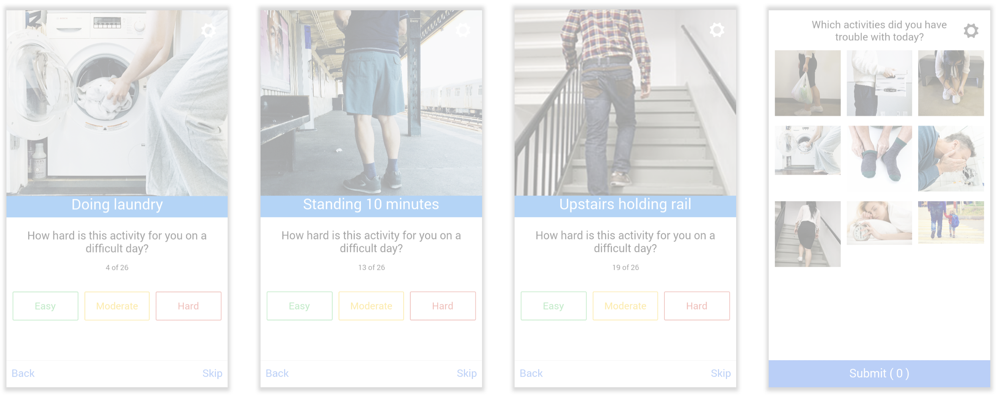 Bway
Doing laundry
How hard is this activity for you on a
difficult day?
4 of 26
Easy
Moderate
Hard
Back
Skip
Standing 10 minutes
How hard is this activity for you on a
difficult day?
13 of 26
Easy
Moderate
Hard
Back
Skip
Upstairs holding rail
How hard is this activity for you on a
difficult day?
19 of 26
Easy
Moderate
Hard
Back
Skip
Which activities did you have
trouble with today?
Submit ( 0 )